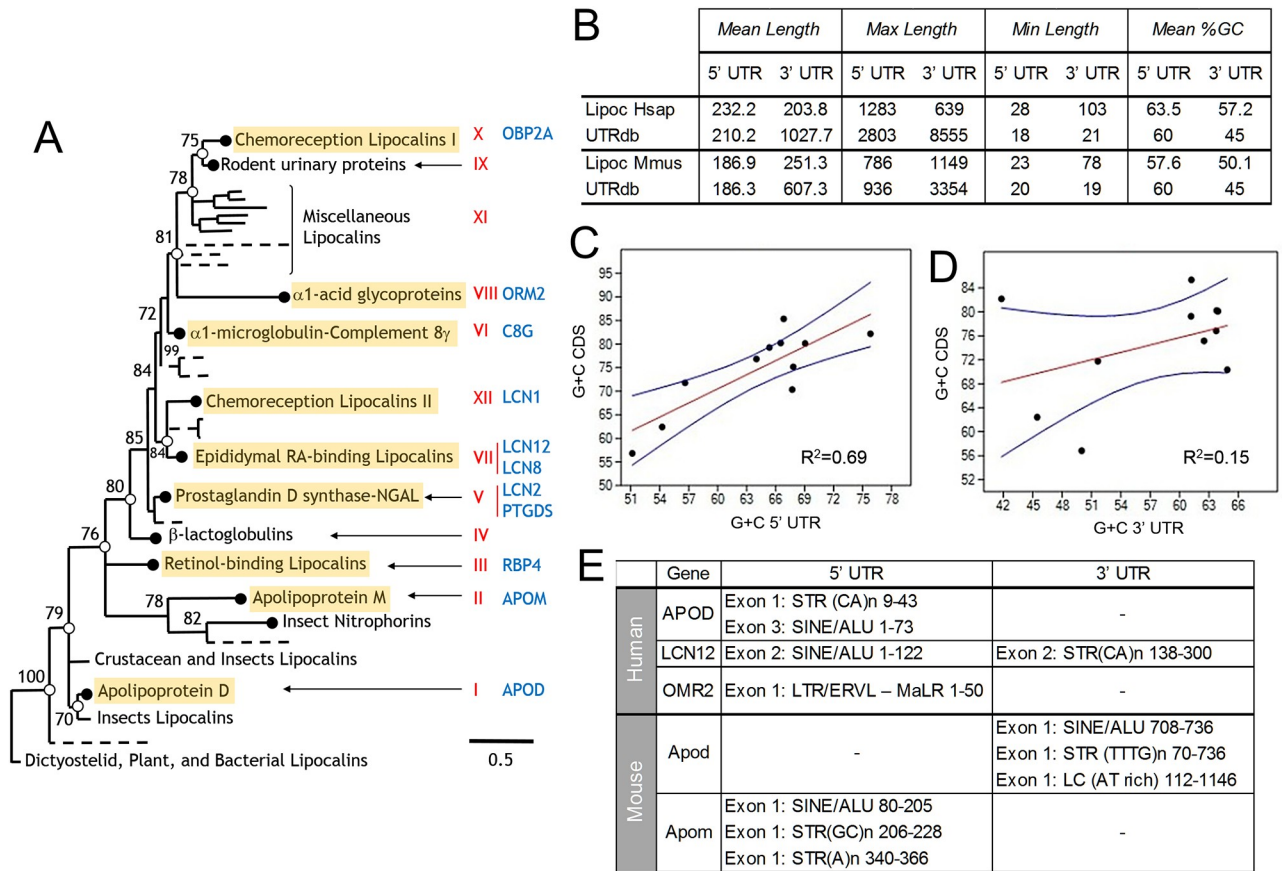 A
75
Chemoreception Lipocalins I X OBP2A
Rodent urinary proteins IX
78
Miscellaneous
Lipocalins
XI
81
α1-acid glycoproteins VIII ORM2
72
α1-microglobulin-Complement 8γ VI C8G
99
84
Chemoreception Lipocalins II XII LCN1
85
84
Epididymal RA-binding Lipocalins VII LCN12
LCN8
80
Prostaglandin D synthase-NGAL V LCN2
PTGDS
β-lactoglobulins IV
76
Retinol-binding Lipocalins III RBP4
78
Apolipoprotein M II APOM
82
Insect Nitrophorins
79
Crustacean and Insects Lipocalins
100
Apolipoprotein D I APOD
70
Insects Lipocalins
0.5
Dictyostelid, Plant, and Bacterial Lipocalins
B
Mean Length Max Length Min Length Mean %GC
5' UTR 3' UTR 5' UTR 3' UTR 5' UTR 3' UTR 5' UTR 3' UTR
Lipoc Hsap 232.2 203.8 1283 639 28 103 63.5 57.2
UTRdb 210.2 1027.7 2803 8555 18 21 60 45
Lipoc Mmus 186.9 251.3 786 1149 23 78 57.6 50.1
UTRdb 186.3 607.3 936 3354 20 19 60 45
C
G+C CDS
95
90
85
80
75
70
65
60
55
50
R²=0.69
51 54 57 60 63 66 69 72 75 78
G+C 5' UTR
D
G+C CDS
84
80
76
72
68
64
60
56
52
R²=0.15
42 45 48 51 54 57 60 63 66
G+C 3' UTR
E
Gene 5' UTR 3' UTR
Human
APOD
Exon 1: STR (CA)n 9-43
Exon 3: SINE/ALU 1-73
-
LCN12 Exon 2: SINE/ALU 1-122 Exon 2: STR(CA)n 138-300
OMR2 Exon 1: LTR/ERVL – MaLR 1-50 -
Mouse
Apod
-
Exon 1: SINE/ALU 708-736
Exon 1: STR (TTTG)n 70-736
Exon 1: LC (AT rich) 112-1146
Apom
Exon 1: SINE/ALU 80-205
Exon 1: STR(GC)n 206-228
Exon 1: STR(A)n 340-366
-